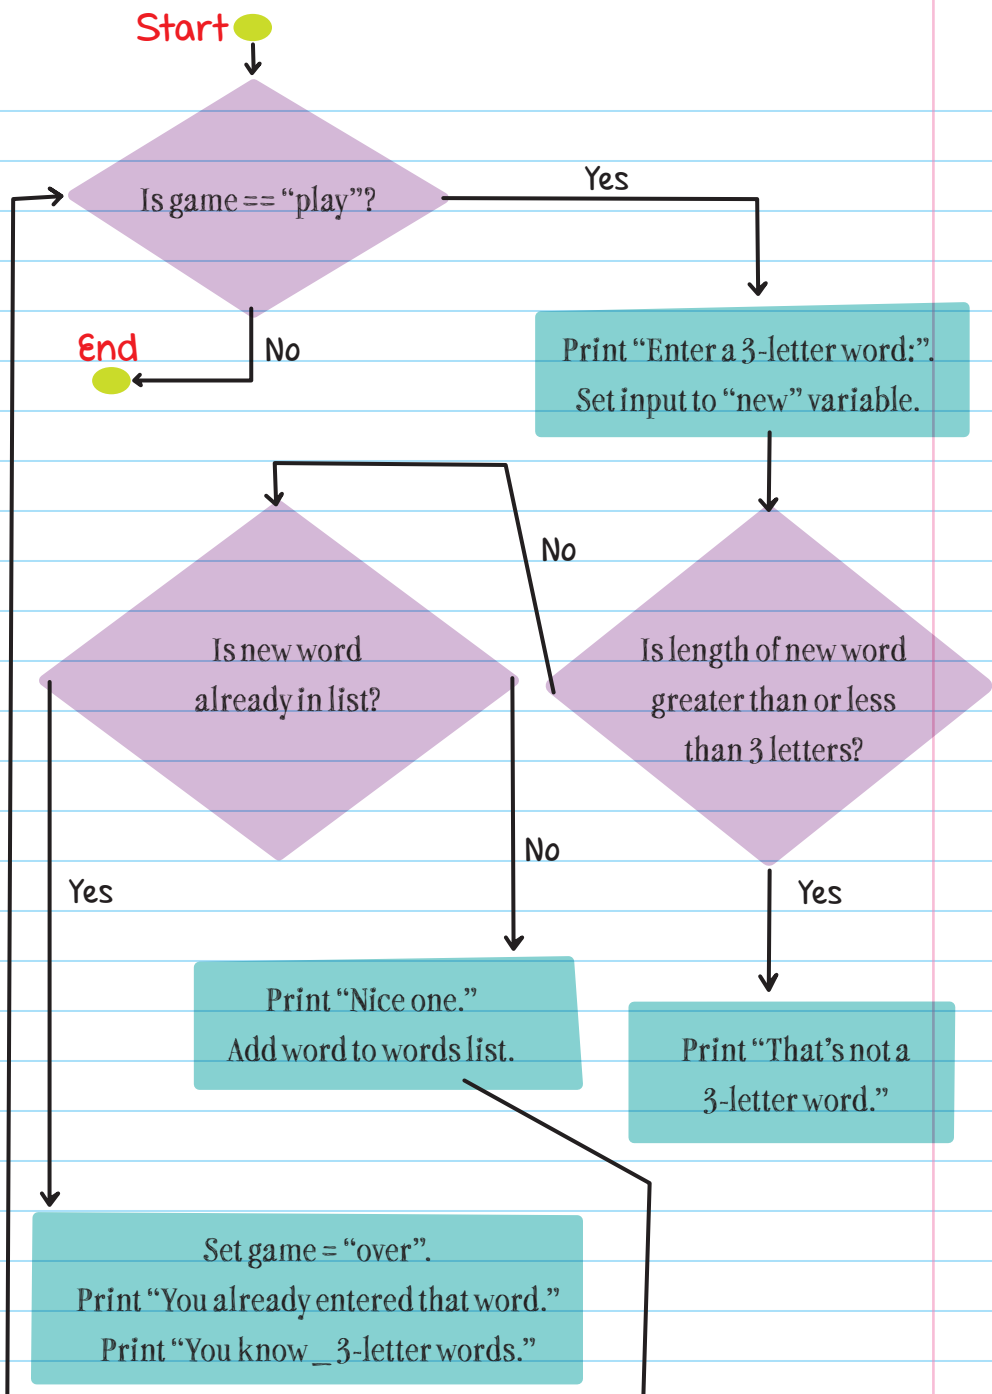 Start
Is game == “play”?
Yes
End
No
Print “Enter a 3-letter word:”.
Set input to “new” variable.
No
Is new word
already in list?
Is length of new word
greater than or less
than 3 letters?
No
Yes
Yes
Print “Nice one.”
Add word to words list.
Print “That’s not a
3-letter word.”
Set game = “over”.
Print “You already entered that word.”
Print “You know _ 3-letter words.”